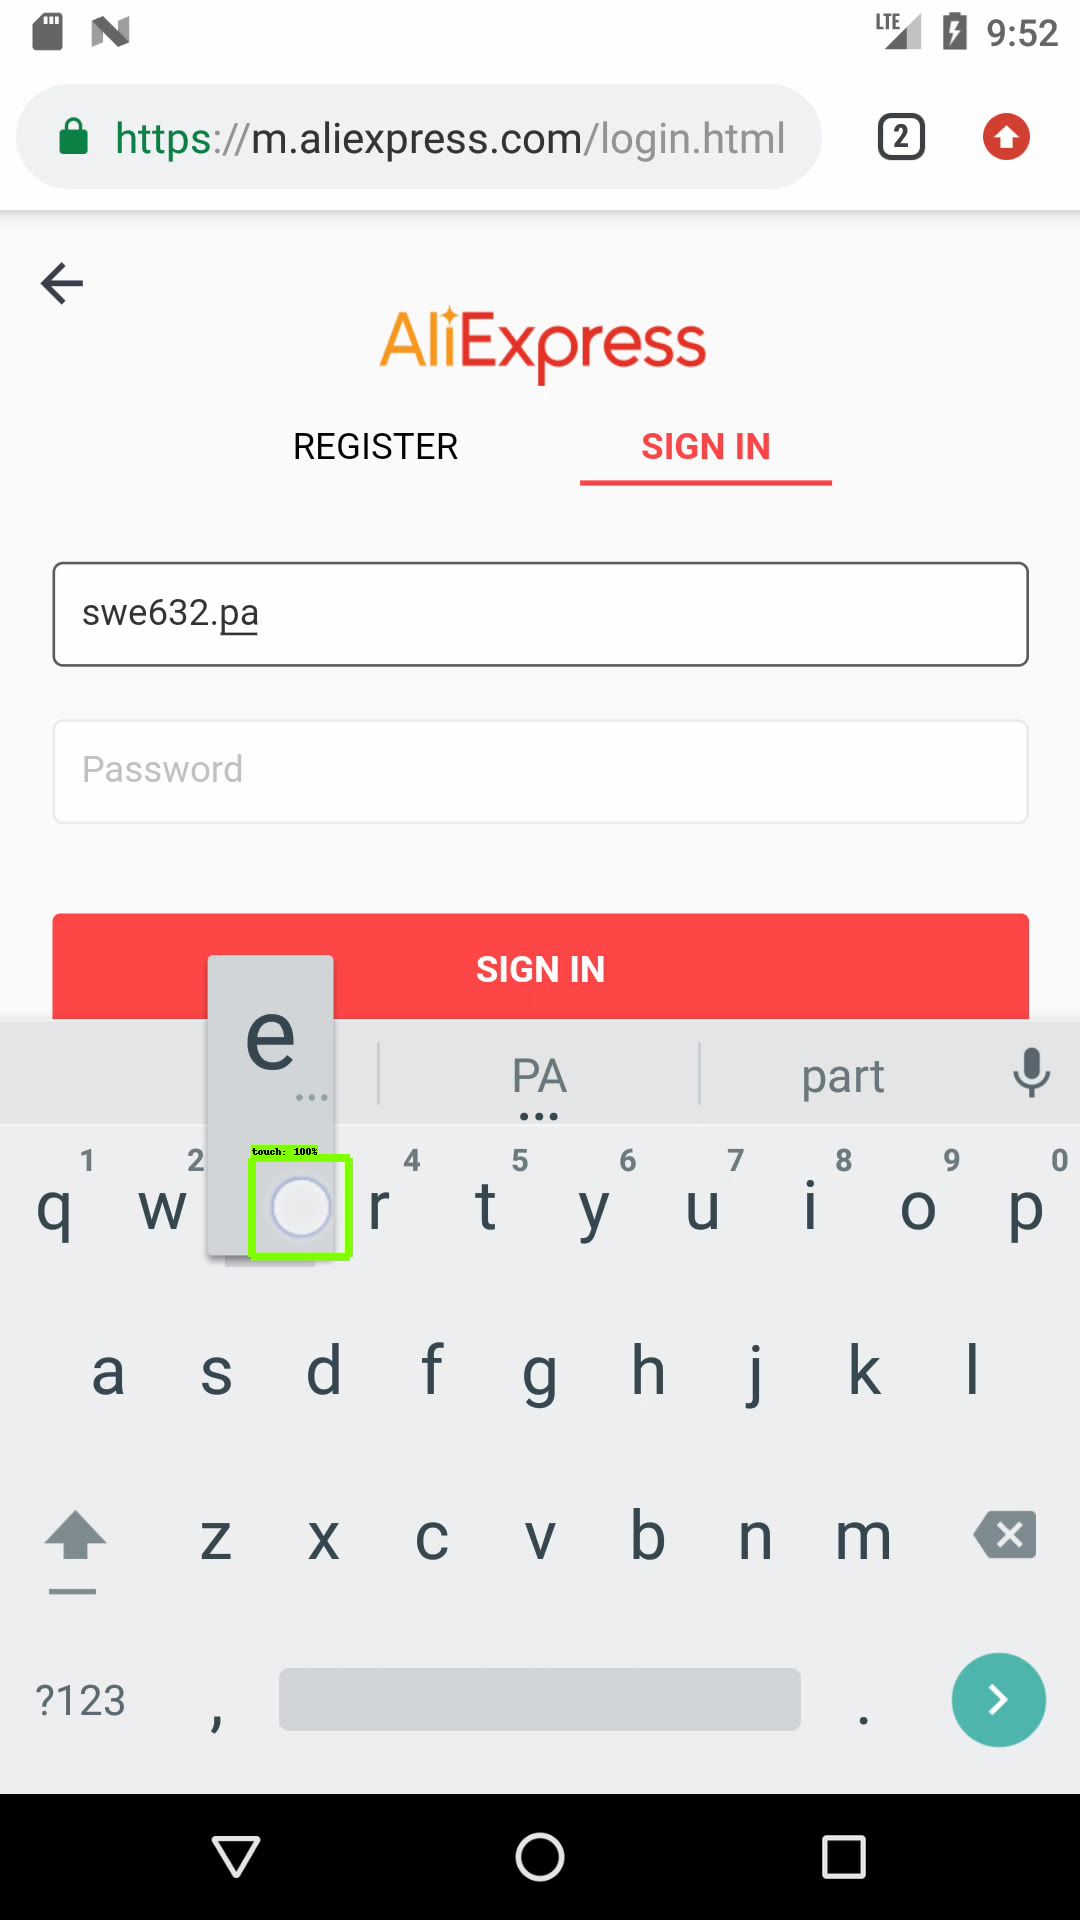 LTE 9:52
https://m.aliexpress.com/login.html 2
AliExpress
REGISTER SIGN IN
swe632.pa
Password
SIGN IN
e
...
PA part
...
touch: 100%
1 2 4 5 6 7 8 9 0
q w r t y u i o p
a s d f g h j k l
z x c v b n m
?123 , .